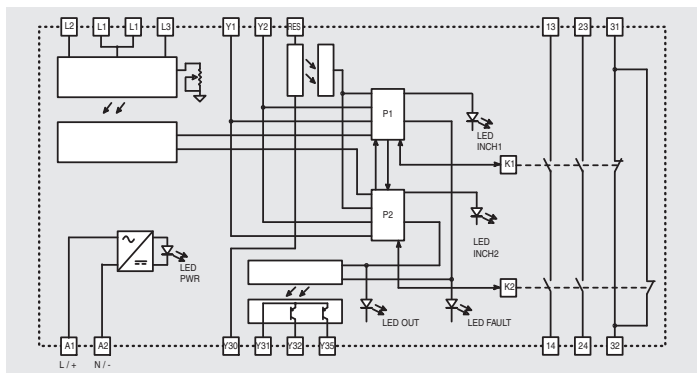 L2 L1 L1 L3 Y1 Y2 RES 13 23 31
P1
LED
INCH1
K1
P2
LED
INCH2
LED
PWR
K2
LED OUT LED FAULT
A1 A2 Y30 Y31 Y32 Y35 14 24 32
L / + N / -